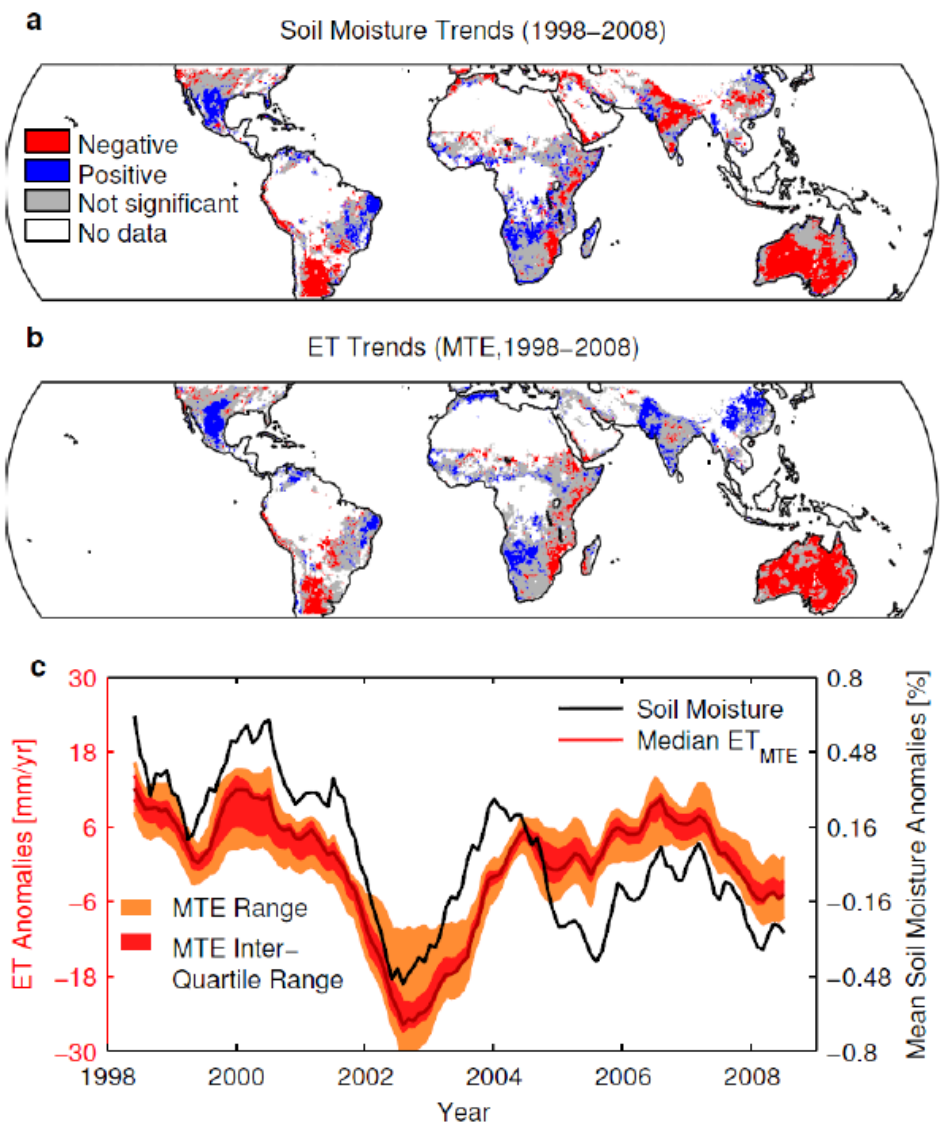 a
Soil Moisture Trends (1998−2008)
Negative
Positive
Not significant
No data
b
ET Trends (MTE,1998−2008)
c
30
18
6
−6
−18
−30
ET Anomalies [mm/yr]
0.8
0.48
0.16
−0.16
−0.48
−0.8
Mean Soil Moisture Anomalies [%]
Soil Moisture
Median ET_MTE
MTE Range
MTE Inter−
Quartile Range
1998
2000
2002
2004
2006
2008
Year